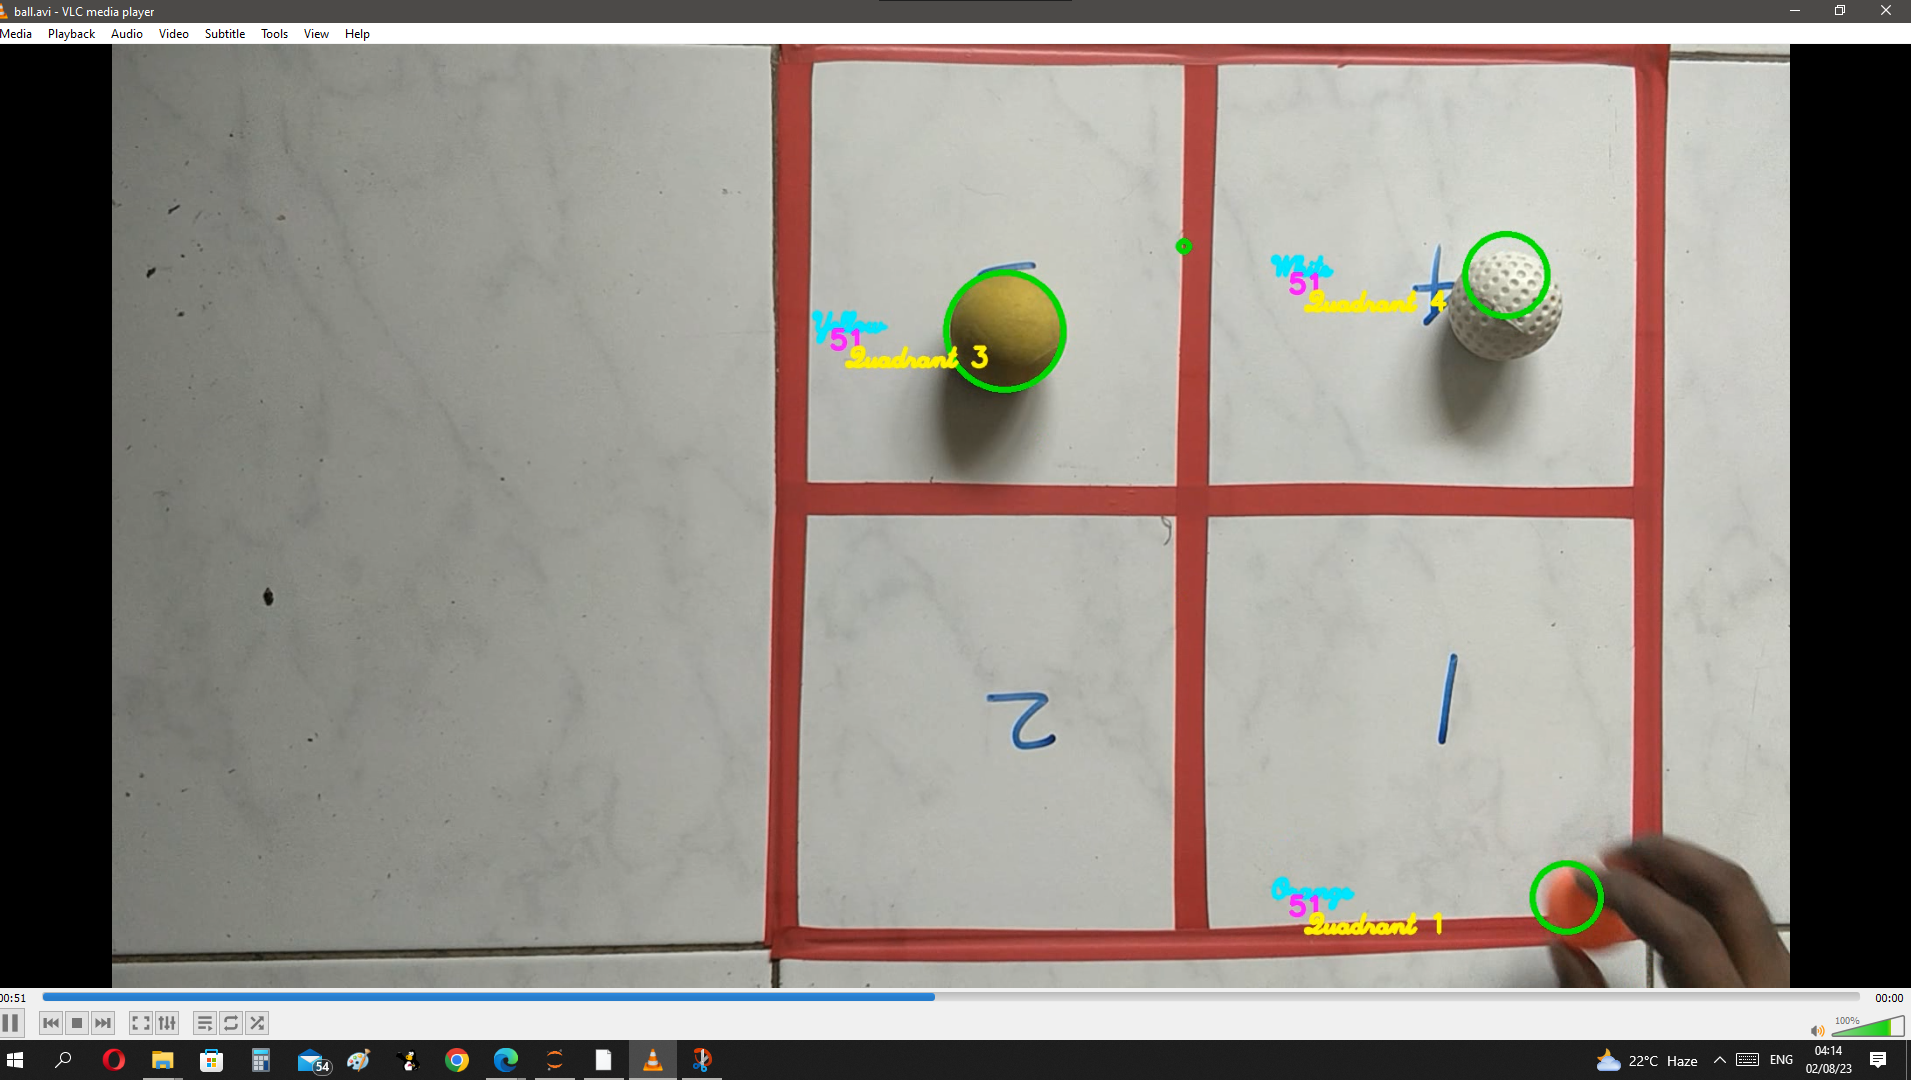 ball.avi - VLC media player
Media Playback Audio Video Subtitle Tools View Help
White
51
Quadrant 4
Yellow
51
Quadrant 3
2
1
Orange
51
Quadrant 1
00:51
00:00
100%
54
22°C Haze
ENG
04:14
02/08/23